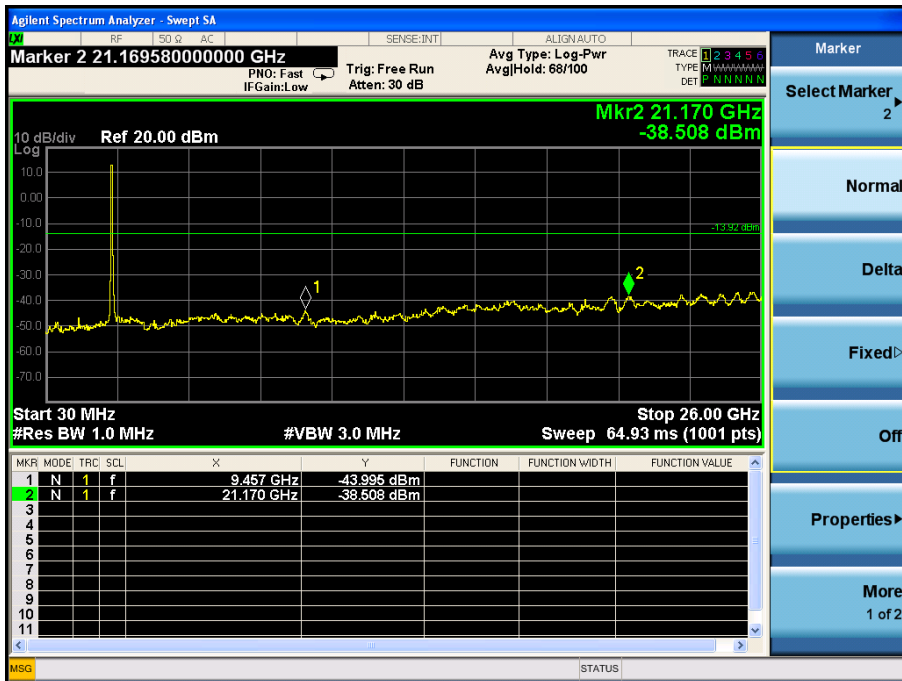 Agilent Spectrum Analyzer - Swept SA
LXI RF 50 Ω AC SENSE:INT ALIGNAUTO
Marker 2 21.169580000000 GHz
PNO: Fast
IFGain:Low
Trig: Free Run
Atten: 30 dB
Avg Type: Log-Pwr
Avg|Hold: 68/100
TRACE 1 2 3 4 5 6
TYPE MWWWWW
DET P N N N N N
Mkr2 21.170 GHz
-38.508 dBm
10 dB/div Ref 20.00 dBm
Log
10.0
0.00
-10.0
-13.92 dBm
-20.0
-30.0
1
2
-40.0
-50.0
-60.0
-70.0
Start 30 MHz Stop 26.00 GHz
#Res BW 1.0 MHz #VBW 3.0 MHz Sweep 64.93 ms (1001 pts)
MKR MODE TRC SCL X Y FUNCTION FUNCTION WIDTH FUNCTION VALUE
1 N 1 f 9.457 GHz -43.995 dBm
2 N 1 f 21.170 GHz -38.508 dBm
3
4
5
6
7
8
9
10
11
MSG STATUS
Marker
Select Marker
2
Normal
Delta
Fixed
Off
Properties
More
1 of 2